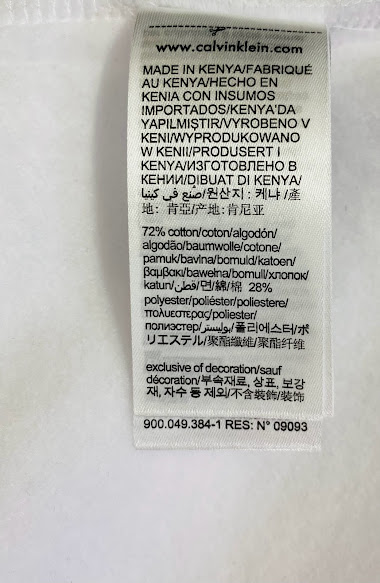 www.calvinklein.com
MADE IN KENYA/FABRIQUÉ
AU KENYA/HECHO EN
KENIA CON INSUMOS
IMPORTADOS/KENYA'DA
YAPILMIŞTIR/VYROBENO V
KENI/WYPRODUKOWANO
W KENII/PRODUSERT I
KENYA/ИЗГОТОВЛЕНО В
КЕНИИ/DIBUAT DI KENYA/
صُنع في كينيا/원산지 : 케냐/產
地: 肯亞/产地: 肯尼亚
72% cotton/coton/algodón/
algodão/baumwolle/cotone/
pamuk/bavlna/bomuld/katoen/
βαμβακι/bawełna/bomull/хлопок/
katun/قطن/면/綿/棉 28%
polyester/poliéster/poliestere/
πολυεστερας/poliester/
полиэстер/بوليستر/폴리에스터/ポ
リエステル/聚酯纖維/聚酯纤维
exclusive of decoration/sauf
décoration/부속재료, 상표, 보강
재, 자수 등 제외/不含裝飾/装饰
900.049.384-1 RES: N° 09093